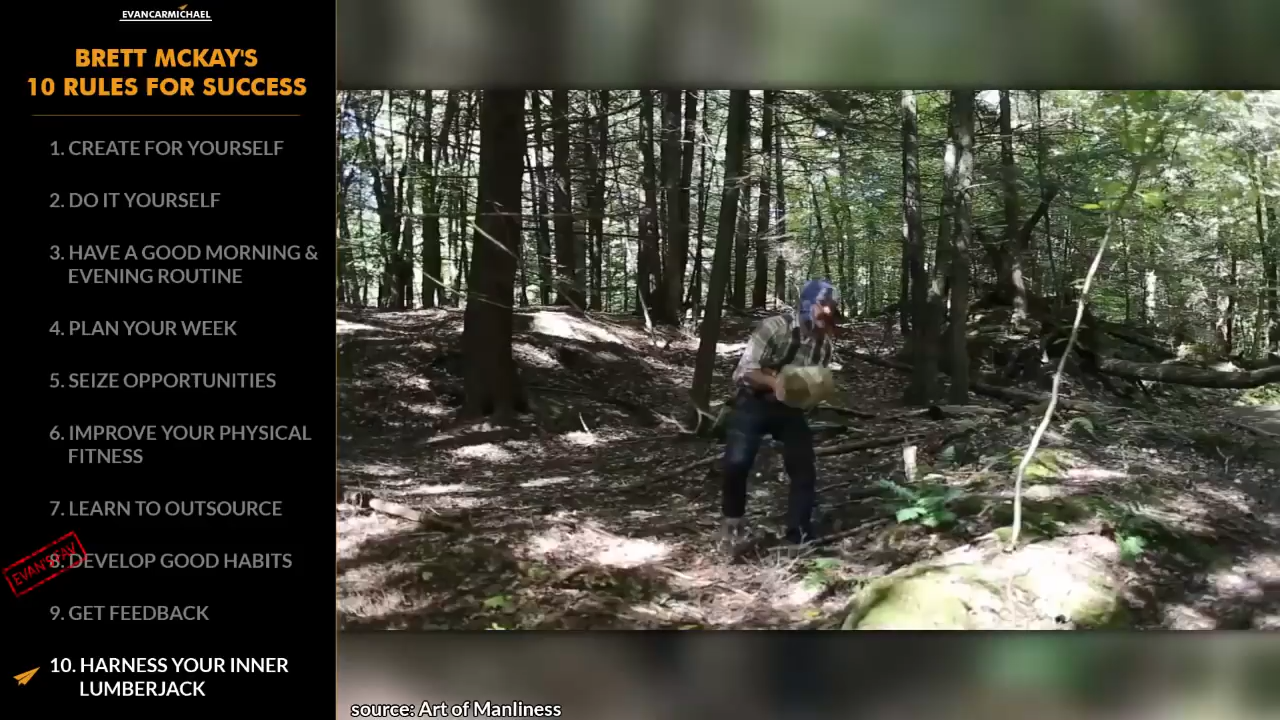 EVANCARMICHAEL
BRETT MCKAY'S
10 RULES FOR SUCCESS
1. CREATE FOR YOURSELF
2. DO IT YOURSELF
3. HAVE A GOOD MORNING &
EVENING ROUTINE
4. PLAN YOUR WEEK
5. SEIZE OPPORTUNITIES
6. IMPROVE YOUR PHYSICAL
FITNESS
7. LEARN TO OUTSOURCE
EVAN'S FAV
8. DEVELOP GOOD HABITS
9. GET FEEDBACK
10. HARNESS YOUR INNER
LUMBERJACK
source: Art of Manliness